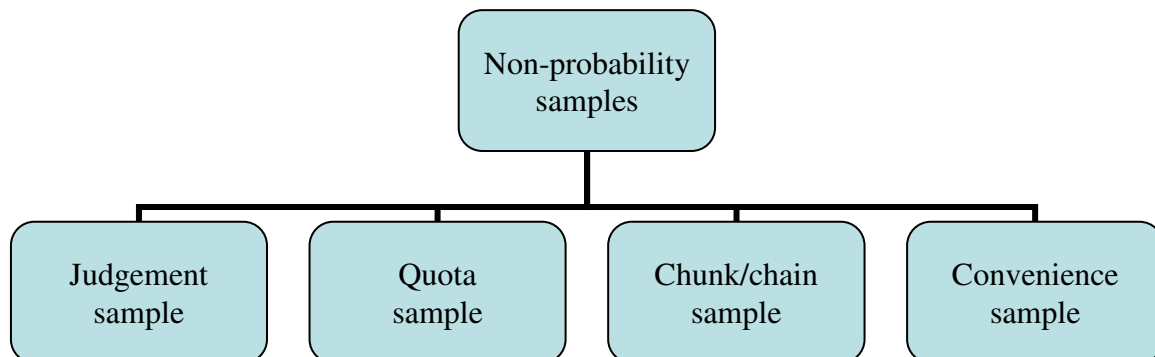 Non-probability
samples
Judgement
sample
Quota
sample
Chunk/chain
sample
Convenience
sample